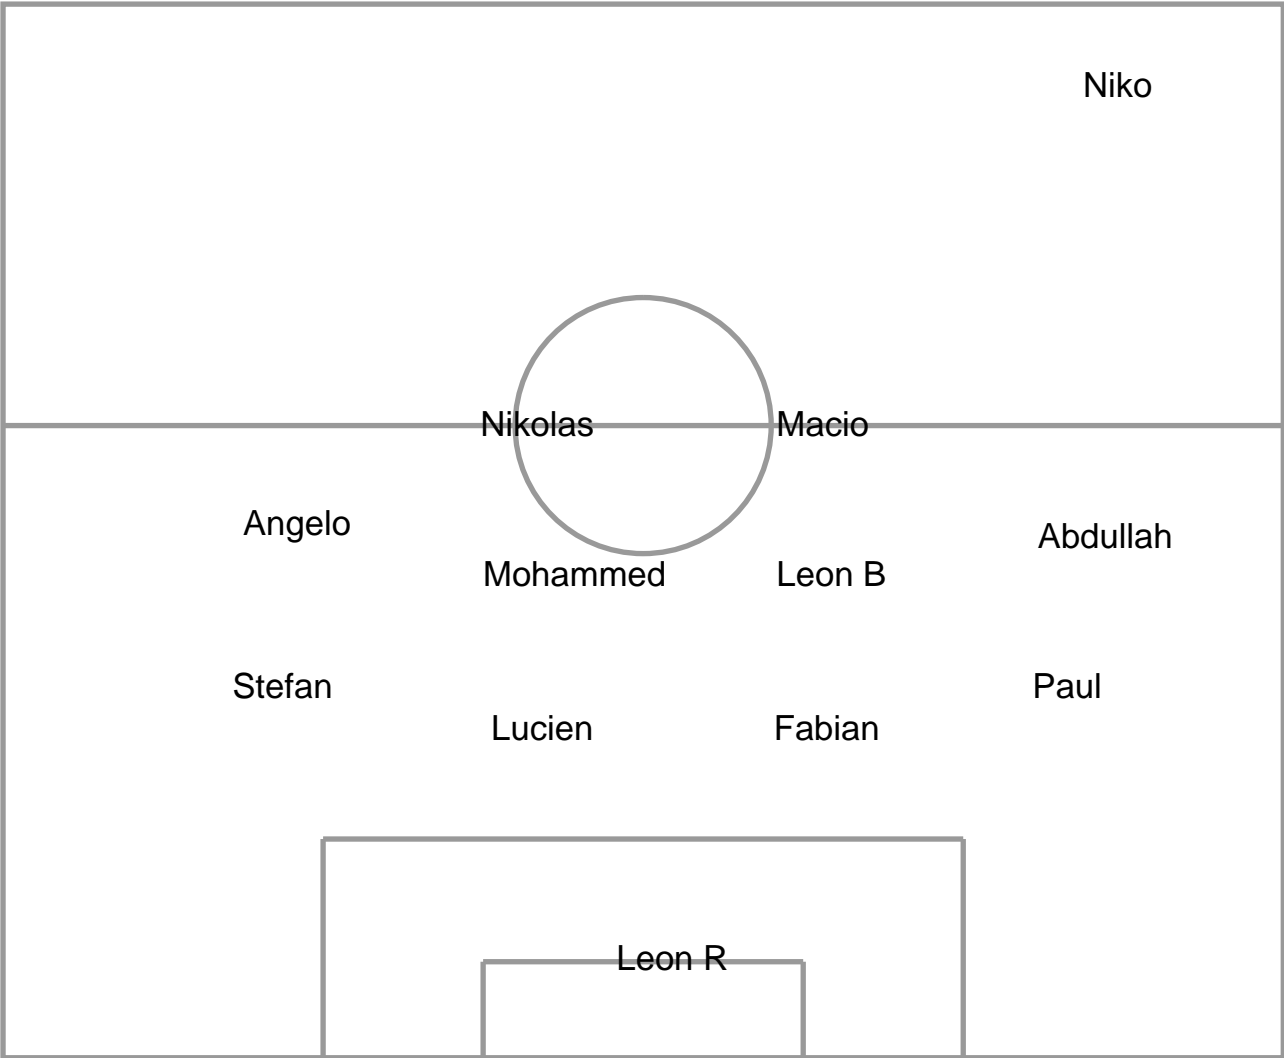 Niko
Nikolas
Macio
Angelo
Abdullah
Mohammed
Leon B
Stefan
Paul
Lucien
Fabian
Leon R